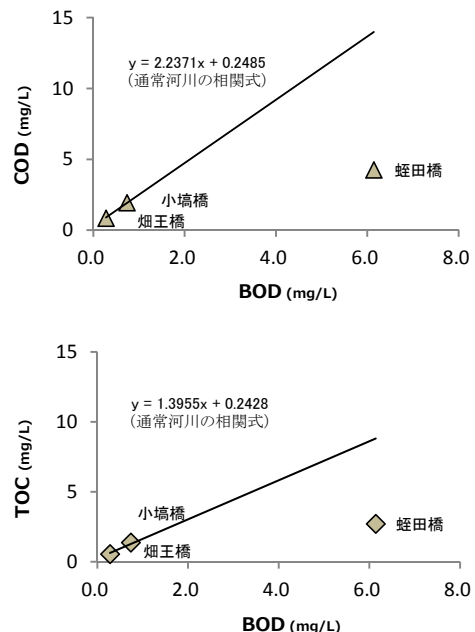 15
y = 2.2371x + 0.2485
(通常河川の相関式)
10
COD (mg/L)
5
蛭田橋
小塙橋
畑王橋
0
0.0
2.0
4.0
6.0
8.0
BOD (mg/L)
15
y = 1.3955x + 0.2428
(通常河川の相関式)
10
TOC (mg/L)
5
小塙橋
蛭田橋
畑王橋
0
0.0
2.0
4.0
6.0
8.0
BOD (mg/L)